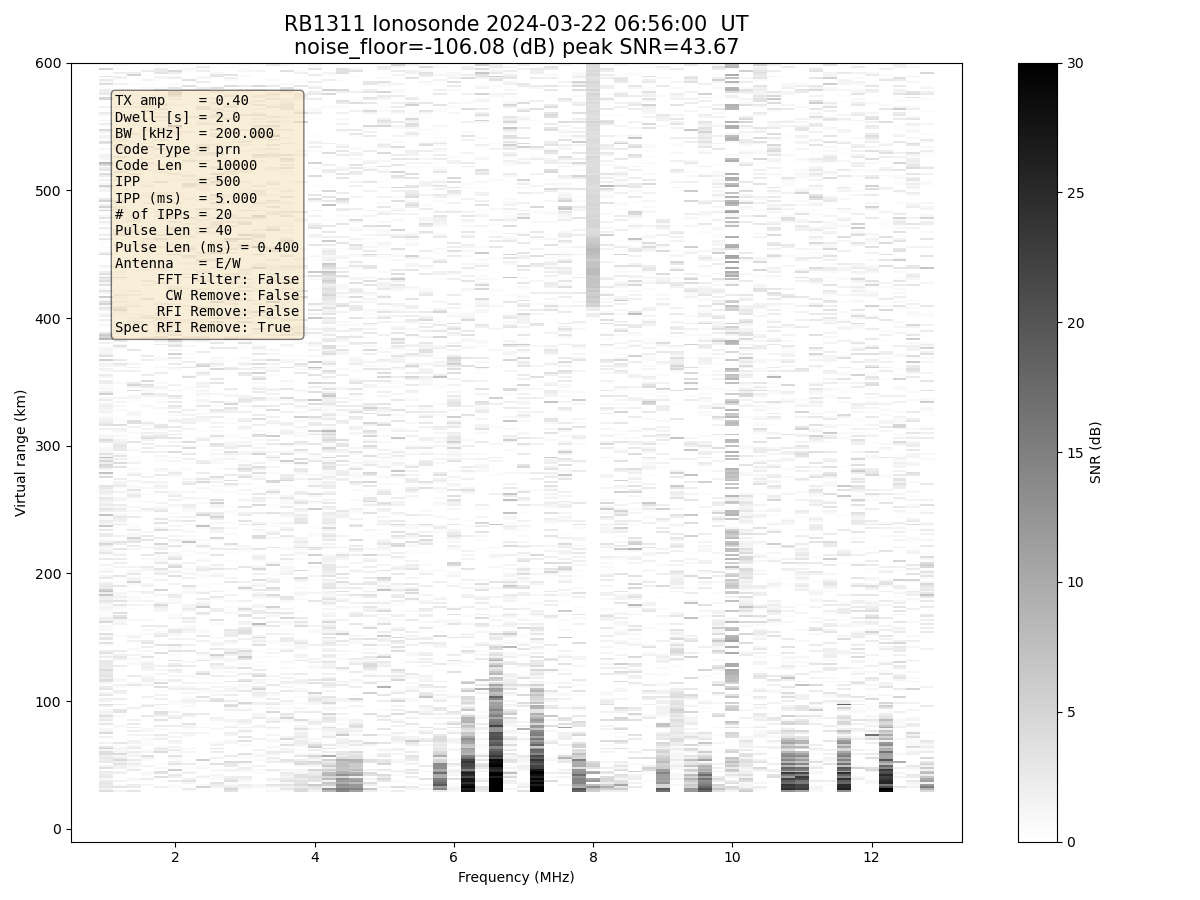 RB1311 Ionosonde 2024-03-22 06:56:00  UT
noise_floor=-106.08 (dB) peak SNR=43.67
600
500
400
300
200
100
0
Virtual range (km)
TX amp    = 0.40
Dwell [s] = 2.0
BW [kHz]  = 200.000
Code Type = prn
Code Len  = 10000
IPP       = 500
IPP (ms)  = 5.000
# of IPPs = 20
Pulse Len = 40
Pulse Len (ms) = 0.400
Antenna   = E/W
FFT Filter: False
CW Remove: False
RFI Remove: False
Spec RFI Remove: True
2 4 6 8 10 12
Frequency (MHz)
30
25
20
15
10
5
0
SNR (dB)